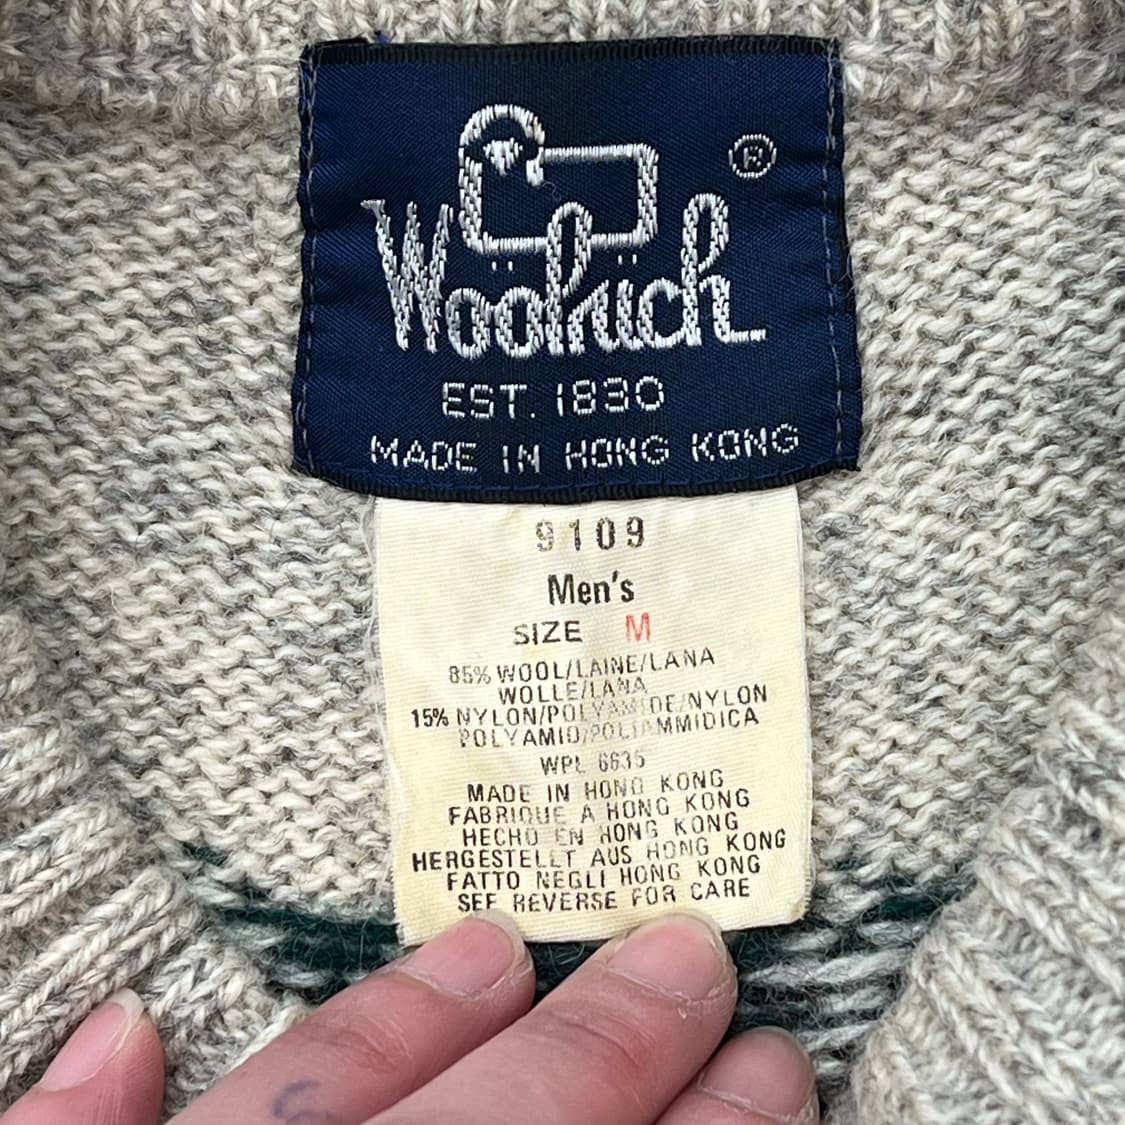 Woolrich ®
EST. 1830
MADE IN HONG KONG
9109
Men's
SIZE M
85% WOOL/LAINE/LANA
WOLLE/LANA
15% NYLON/POLYAMIDE/NYLON
POLYAMID/POLIAMMIDICA
WPL 6635
MADE IN HONG KONG
FABRIQUE A HONG KONG
HECHO EN HONG KONG
HERGESTELLT AUS HONG KONG
FATTO NEGLI HONG KONG
SEE REVERSE FOR CARE